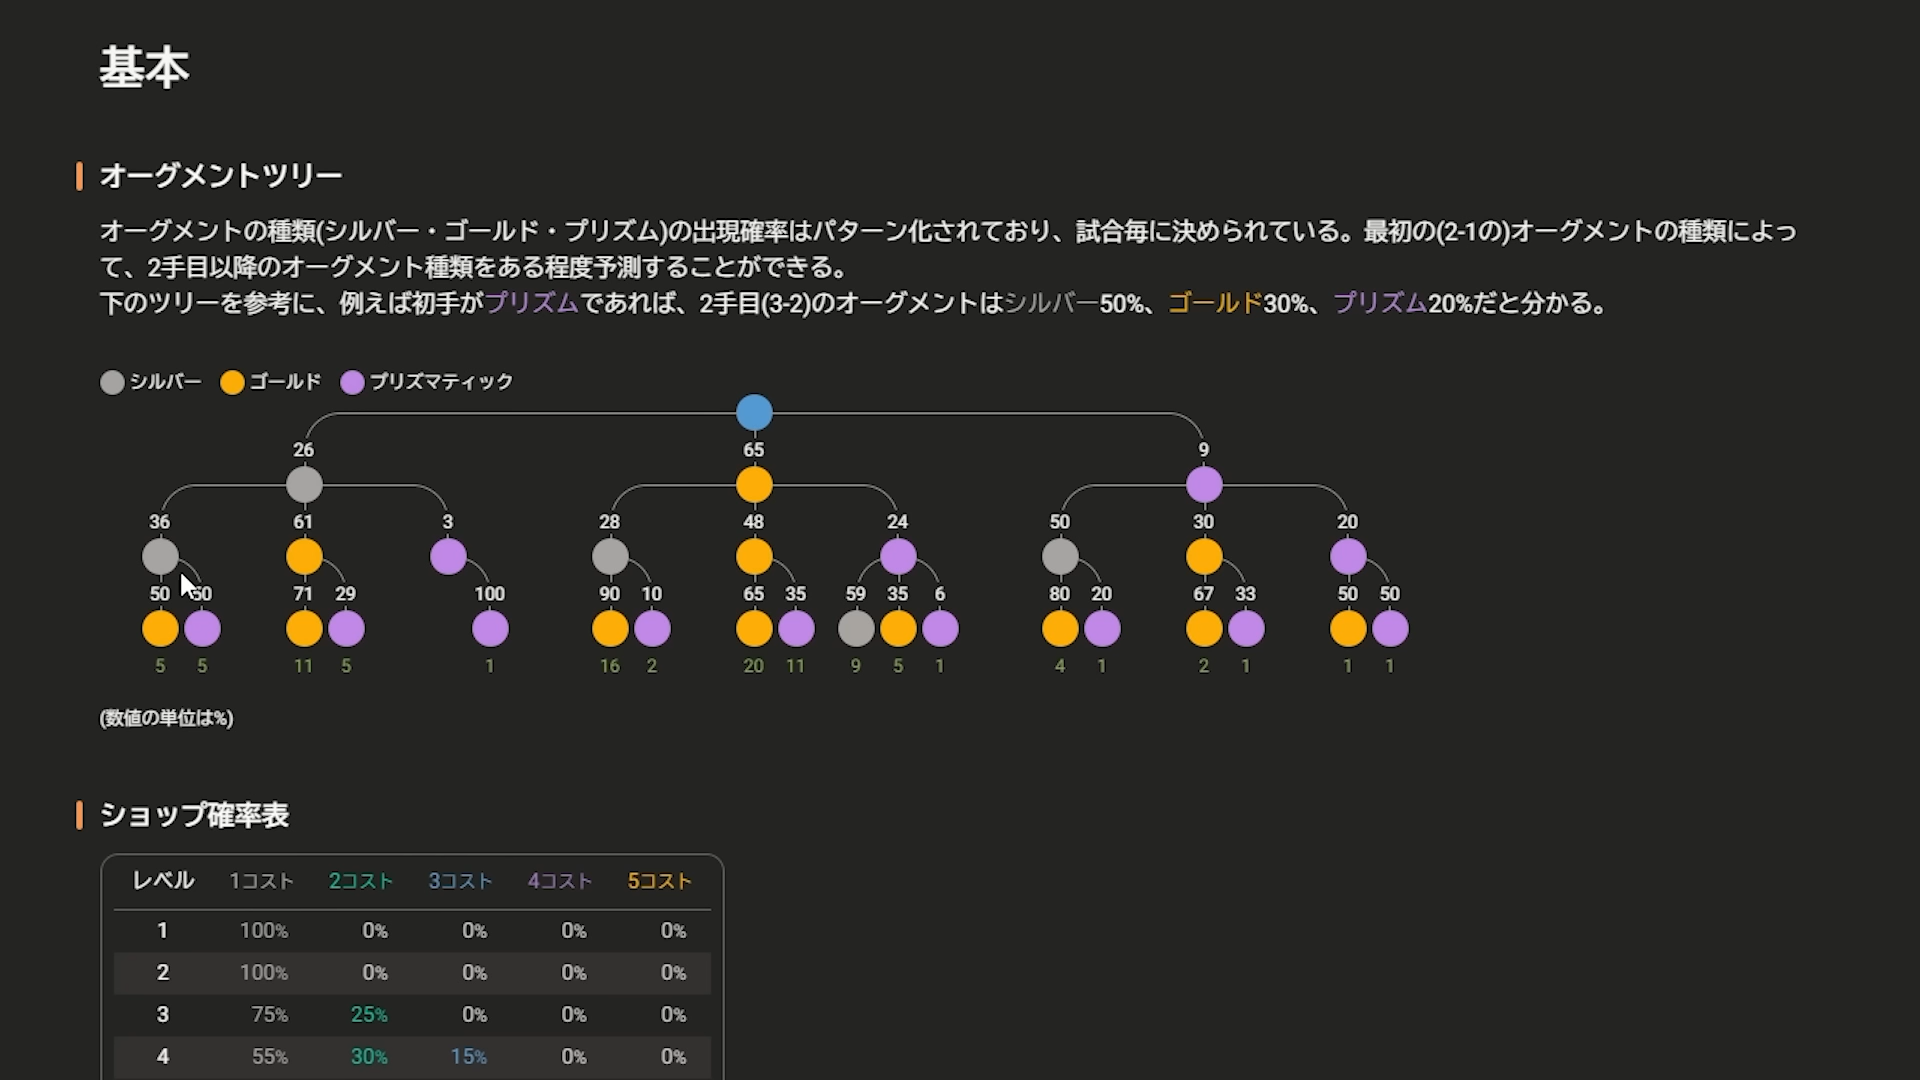 基本
オーグメントツリー
オーグメントの種類(シルバー・ゴールド・プリズム)の出現確率はパターン化されており、試合毎に決められている。最初の(2-1の)オーグメントの種類によっ
て、2手目以降のオーグメント種類をある程度予測することができる。
下のツリーを参考に、例えば初手がプリズムであれば、2手目(3-2)のオーグメントはシルバー50%、ゴールド30%、プリズム20%だと分かる。
シルバー ゴールド プリズマティック
26 65 9
36 61 3 28 48 24 50 30 20
50 50 71 29 100 90 10 65 35 59 35 6 80 20 67 33 50 50
5 5 11 5 1 16 2 20 11 9 5 1 4 1 2 1 1 1
(数値の単位は%)
ショップ確率表
レベル 1コスト 2コスト 3コスト 4コスト 5コスト
1 100% 0% 0% 0% 0%
2 100% 0% 0% 0% 0%
3 75% 25% 0% 0% 0%
4 55% 30% 15% 0% 0%